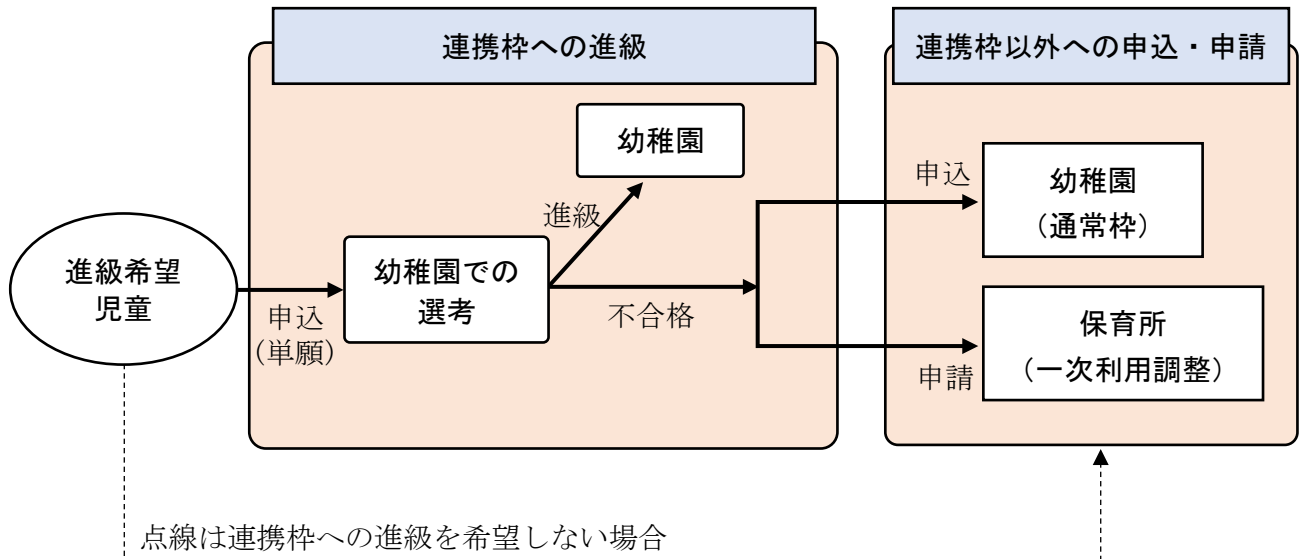 連携枠への進級
連携枠以外への申込・申請
幼稚園
進級
進級希望
児童
申込
(単願)
幼稚園での
選考
不合格
申込
幼稚園
(通常枠)
申請
保育所
(一次利用調整)
点線は連携枠への進級を希望しない場合